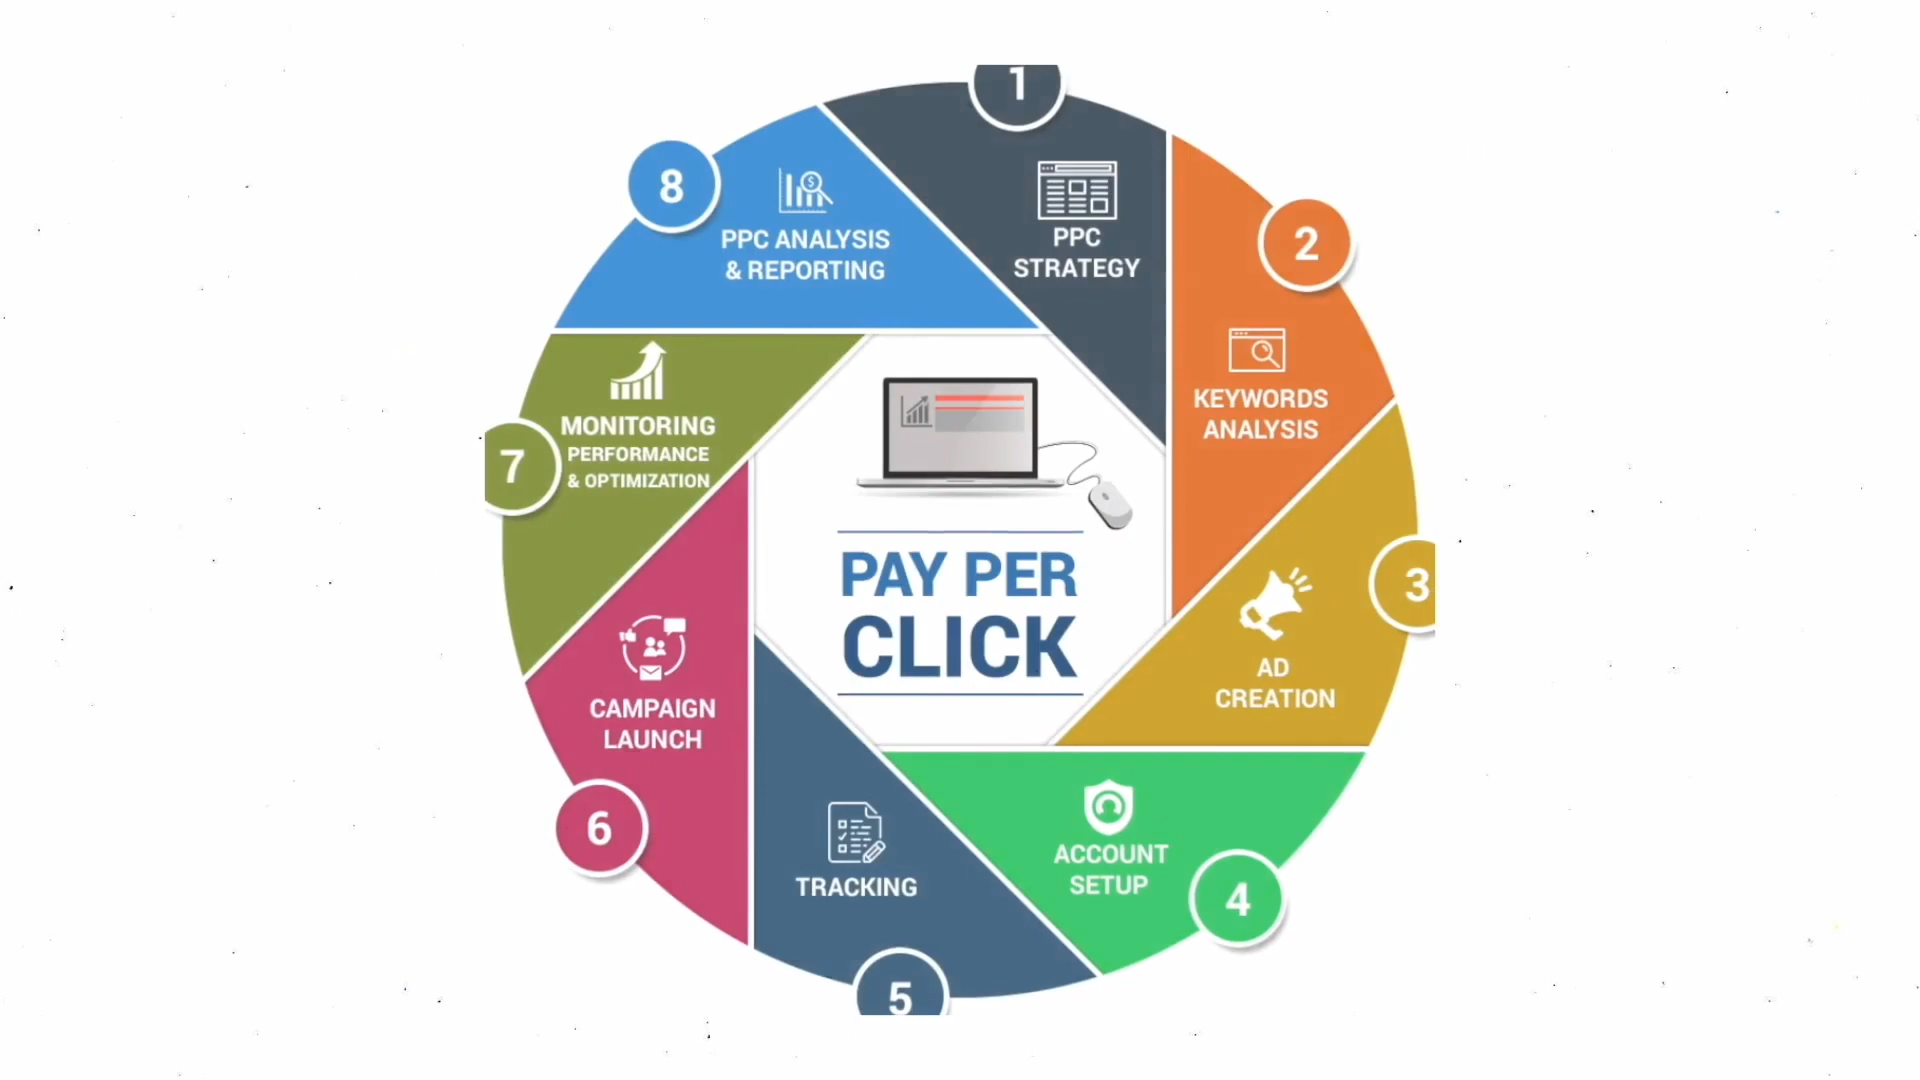 1
PPC
STRATEGY
2
KEYWORDS
ANALYSIS
3
AD
CREATION
4
ACCOUNT
SETUP
5
TRACKING
6
CAMPAIGN
LAUNCH
7
MONITORING
PERFORMANCE
& OPTIMIZATION
8
PPC ANALYSIS
& REPORTING
PAY PER
CLICK